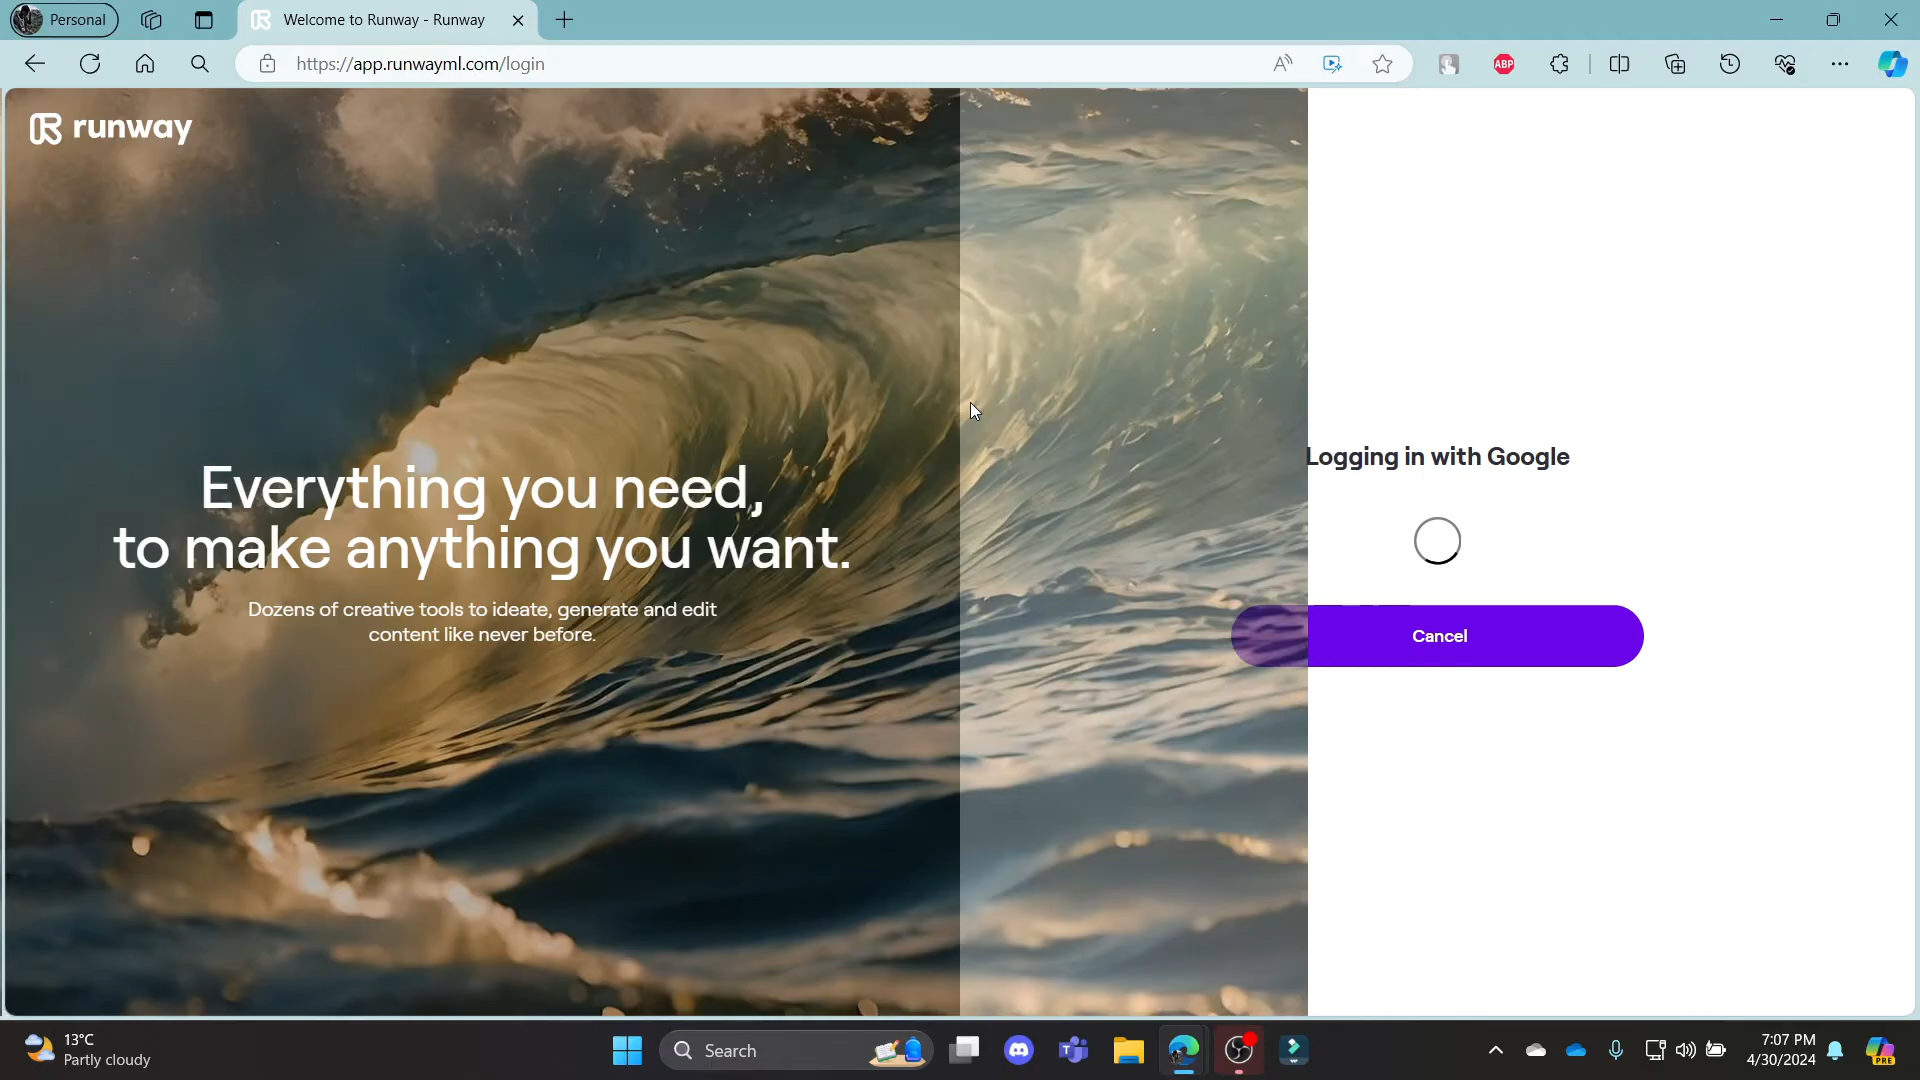 Personal
Welcome to Runway - Runway
https://app.runwayml.com/login
ABP
runway
Everything you need,
to make anything you want.
Dozens of creative tools to ideate, generate and edit
content like never before.
Logging in with Google
Cancel
13°C
Partly cloudy
Search
7:07 PM
4/30/2024
PRE